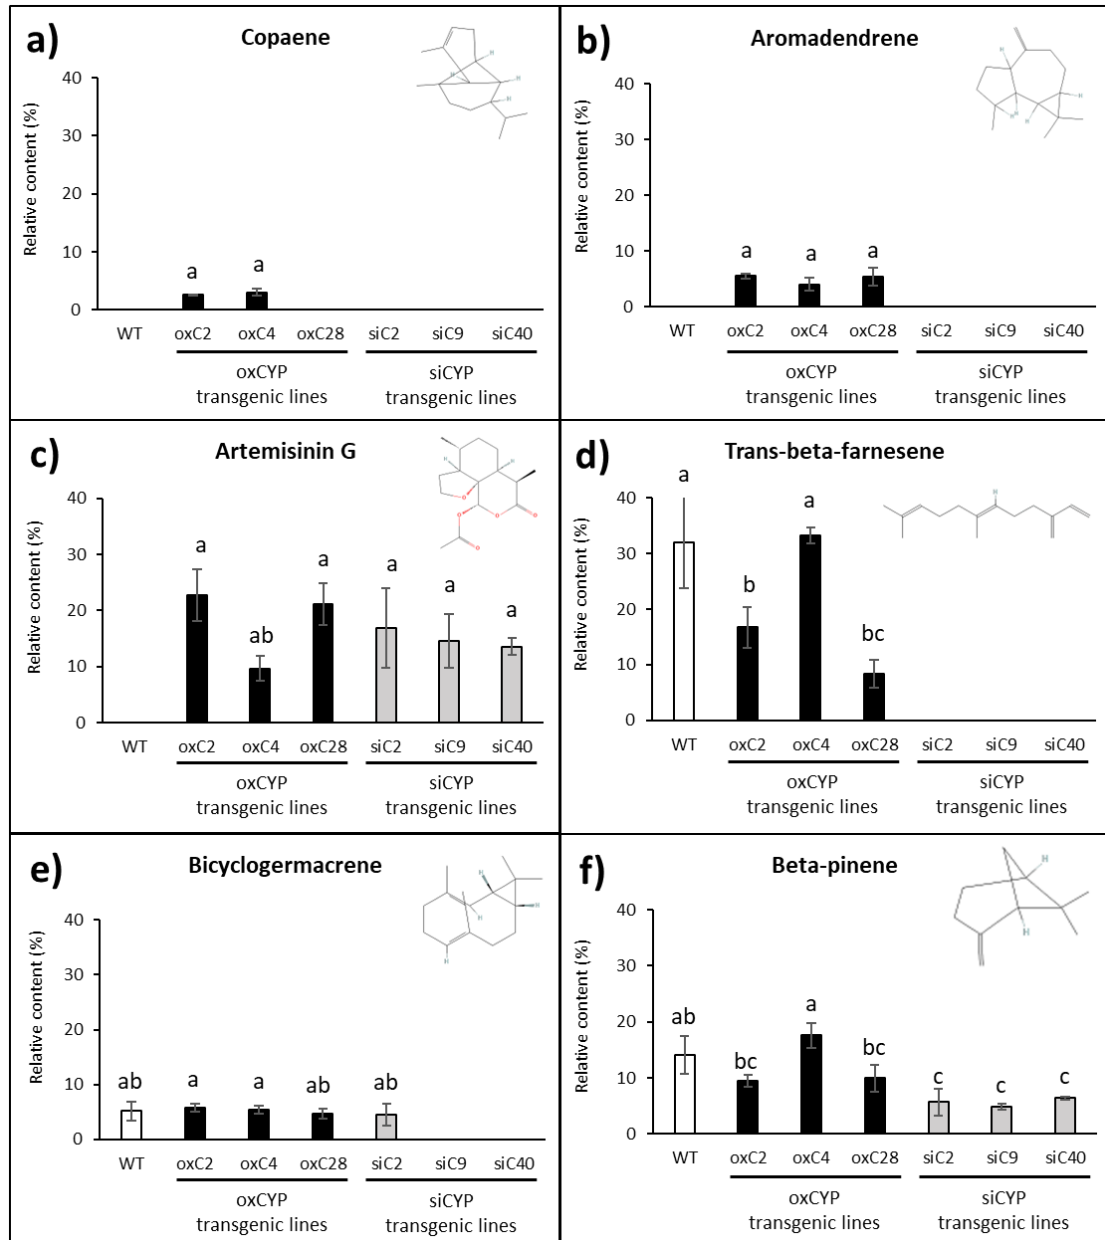 a)
Copaene
Relative content (%)
40
30
20
10
0
a
a
WT
oxC2
oxC4
oxC28
siC2
siC9
siC40
oxCYP
transgenic lines
siCYP
transgenic lines
H
H
H
H
b)
Aromadendrene
Relative content (%)
40
30
20
10
0
a
a
a
WT
oxC2
oxC4
oxC28
siC2
siC9
siC40
oxCYP
transgenic lines
siCYP
transgenic lines
H
H
H
H
H
c)
Artemisinin G
Relative content (%)
40
30
20
10
0
a
ab
a
a
a
a
WT
oxC2
oxC4
oxC28
siC2
siC9
siC40
oxCYP
transgenic lines
siCYP
transgenic lines
H
H
O
O
O
O
O
d)
Trans-beta-farnesene
Relative content (%)
40
30
20
10
0
a
b
a
bc
WT
oxC2
oxC4
oxC28
siC2
siC9
siC40
oxCYP
transgenic lines
siCYP
transgenic lines
H
e)
Bicyclogermacrene
Relative content (%)
40
30
20
10
0
ab
a
a
ab
ab
WT
oxC2
oxC4
oxC28
siC2
siC9
siC40
oxCYP
transgenic lines
siCYP
transgenic lines
H
H
H
H
f)
Beta-pinene
Relative content (%)
40
30
20
10
0
ab
bc
a
bc
c
c
c
WT
oxC2
oxC4
oxC28
siC2
siC9
siC40
oxCYP
transgenic lines
siCYP
transgenic lines
H
H